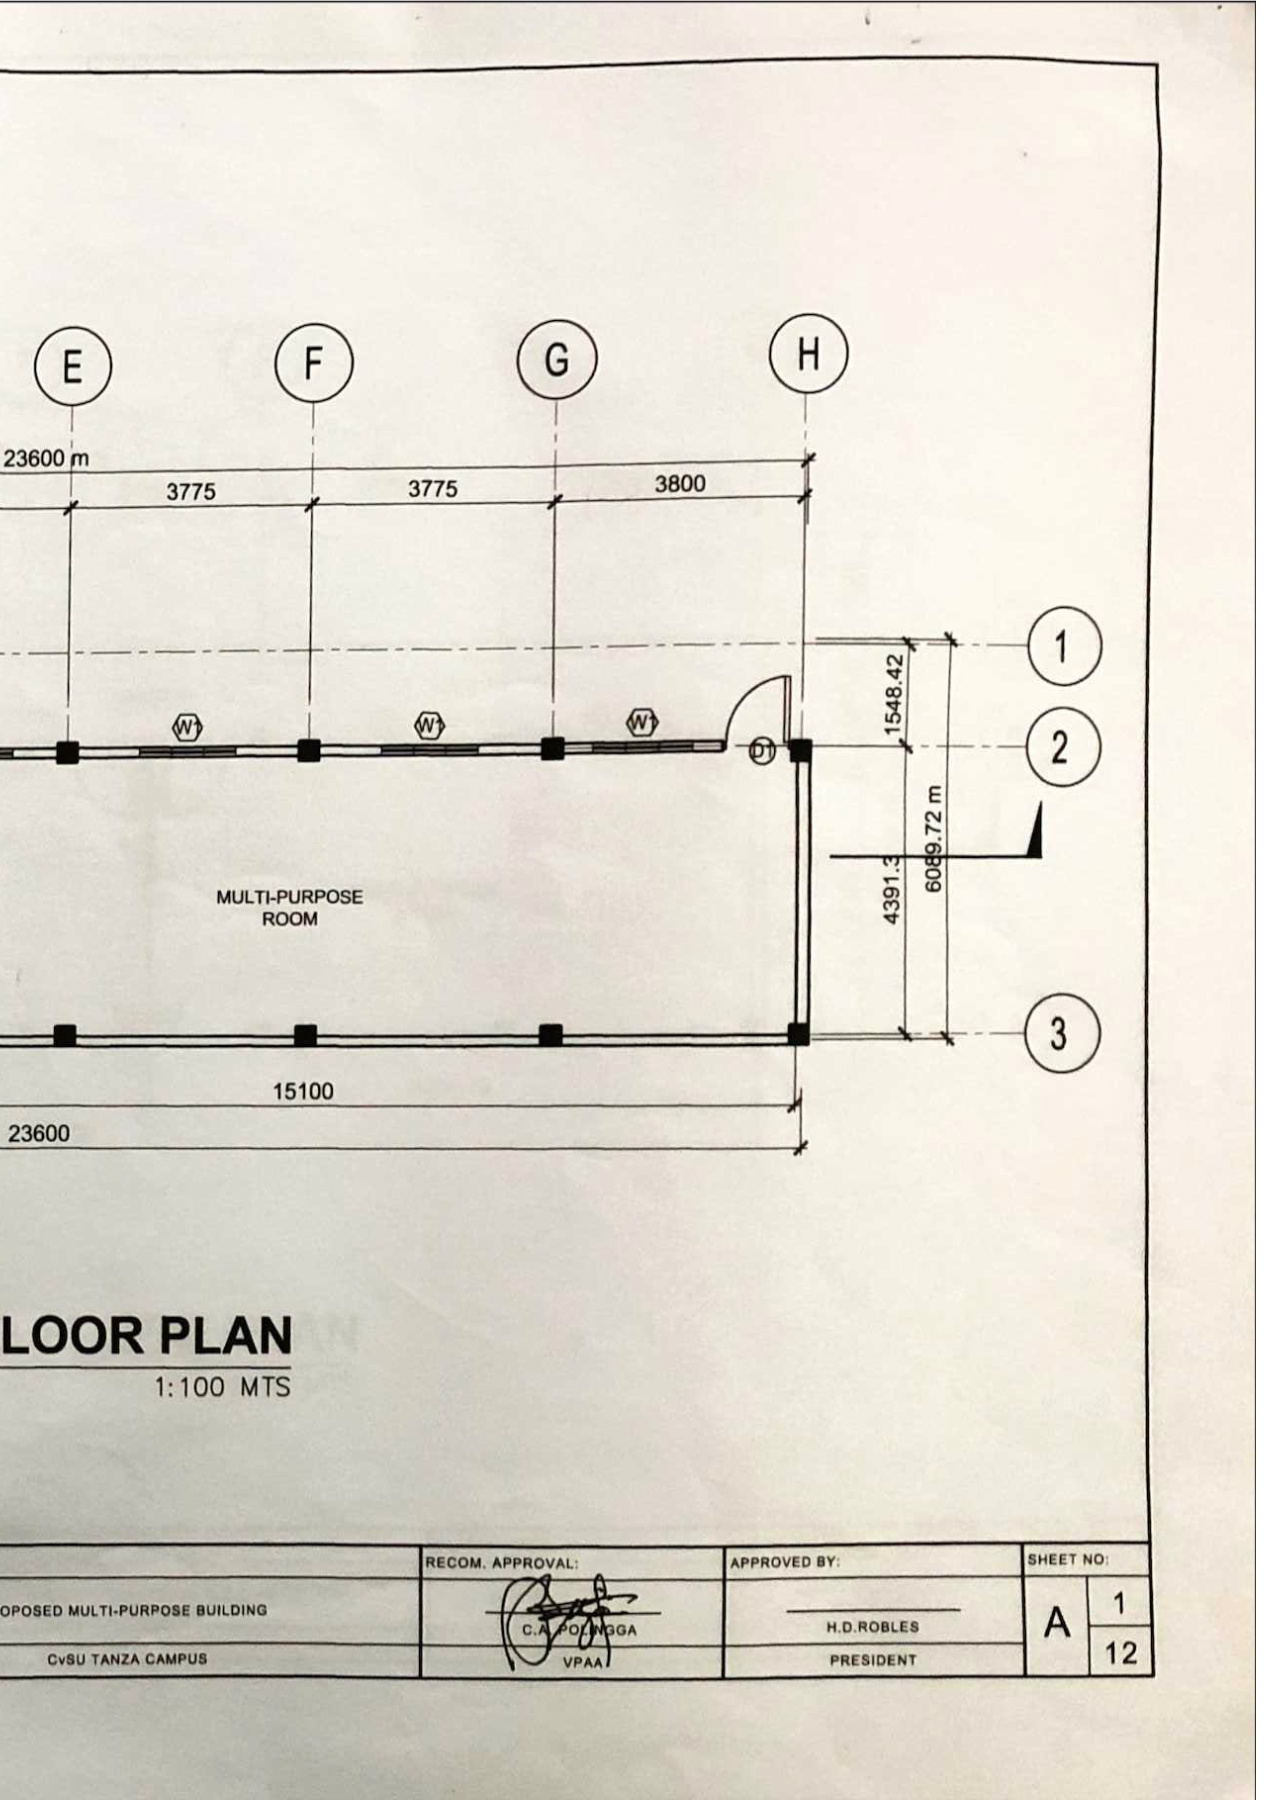 E F G H
23600 m
3775 3775 3800
1
1548.42
W1 W1 W1
D1
2
6089.72 m
4391.3
MULTI-PURPOSE
ROOM
3
15100
23600
LOOR PLAN
1:100 MTS
RECOM. APPROVAL: APPROVED BY: SHEET NO:
OPOSED MULTI-PURPOSE BUILDING
C.A. POLINGGA H.D.ROBLES A 1
CvSU TANZA CAMPUS VPAA PRESIDENT 12